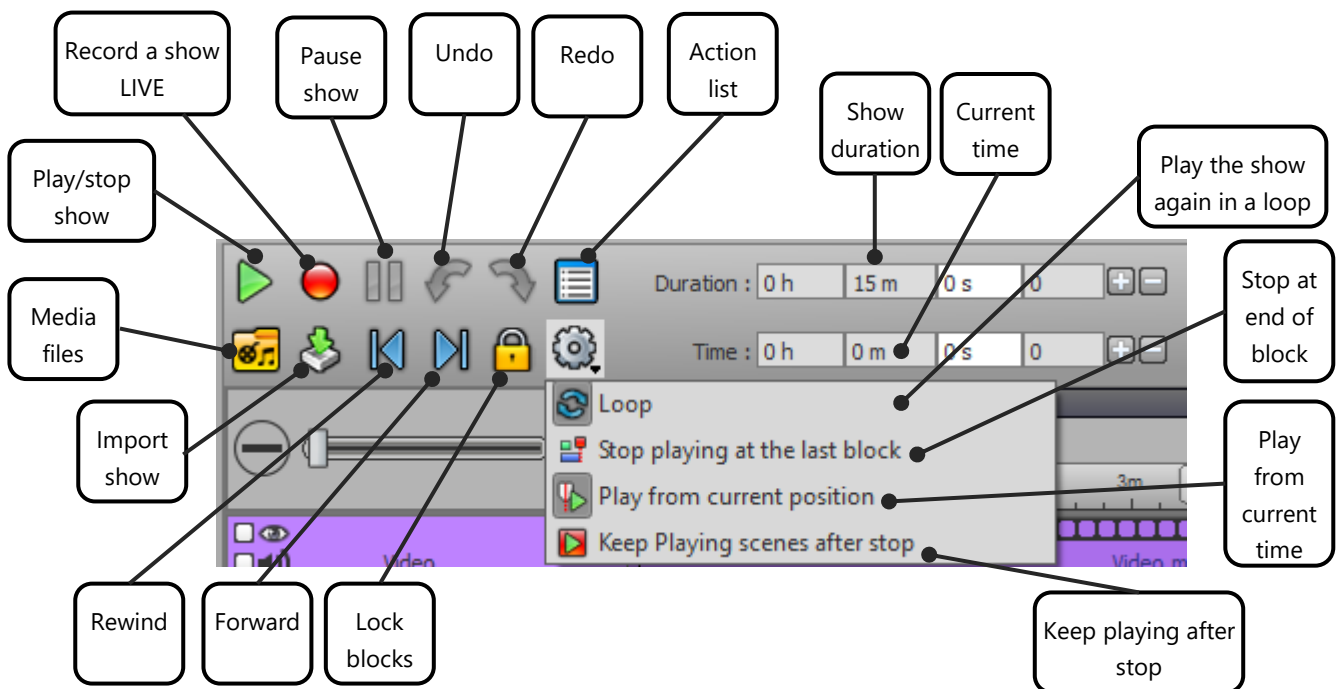 Record a show
LIVE
Pause
show
Undo
Redo
Action
list
Show
duration
Current
time
Play the show
again in a loop
Play/stop
show
Stop at
end of
block
Media
files
Duration : 0 h 15 m 0 s 0
Time : 0 h 0 m 0 s 0
Loop
Stop playing at the last block
Play from current position
Keep Playing scenes after stop
3m
Video
Import
show
Play
from
current
time
Rewind
Forward
Lock
blocks
Keep playing after
stop